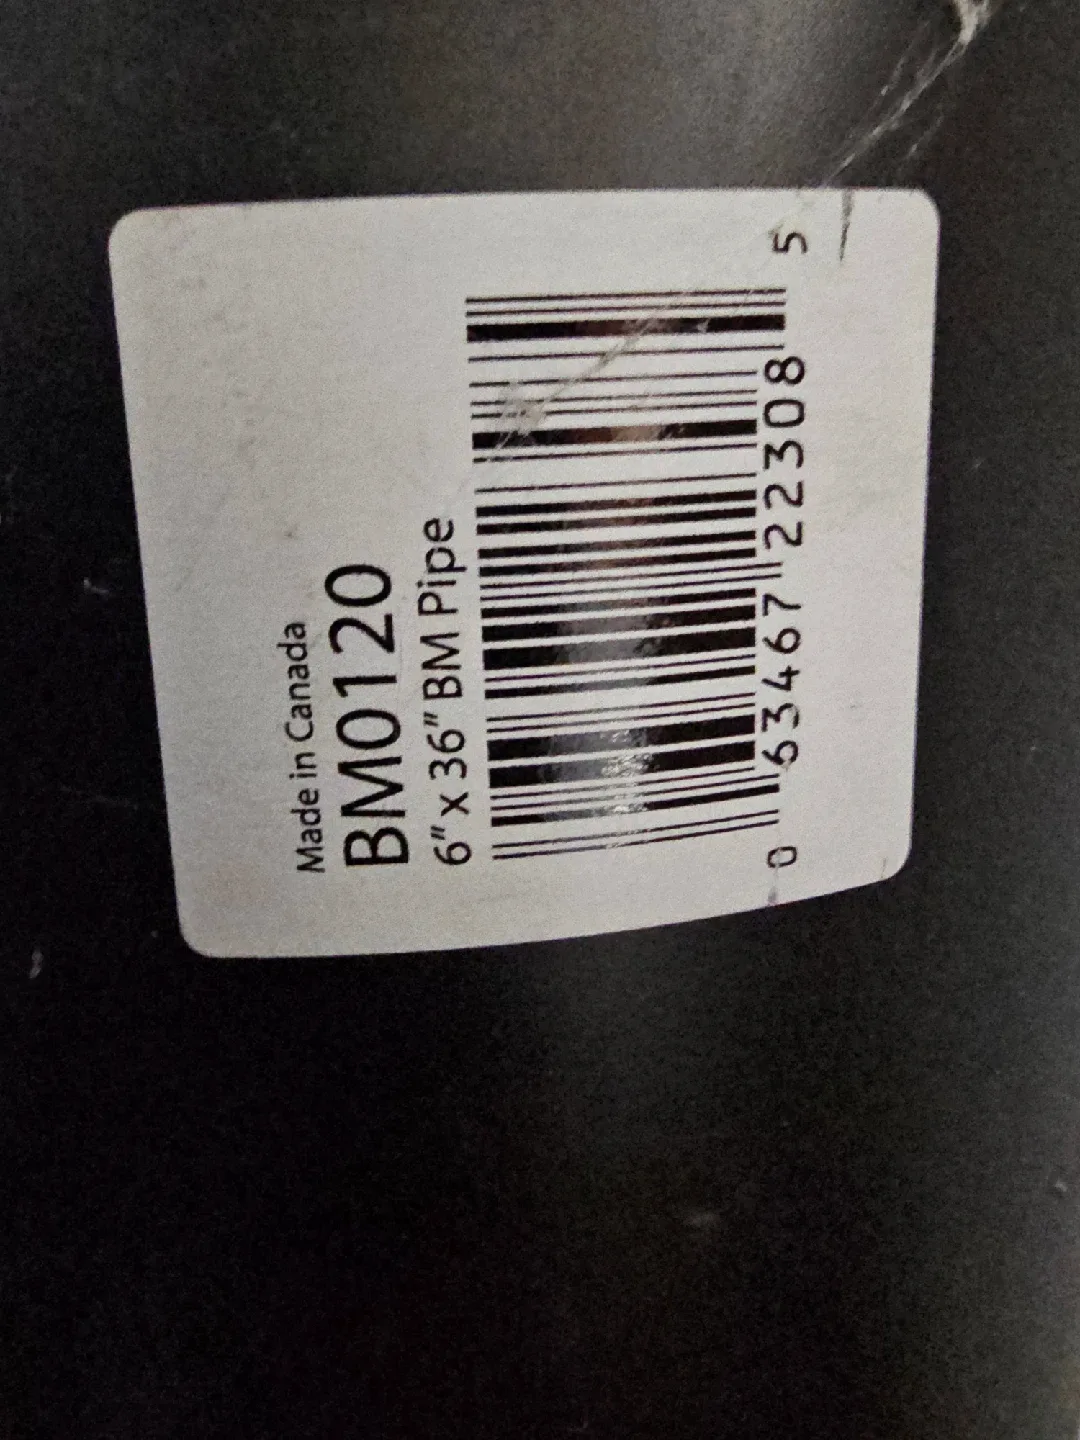 Made in Canada
BM0120
6" x 36" BM Pipe
0 63467 22308 5